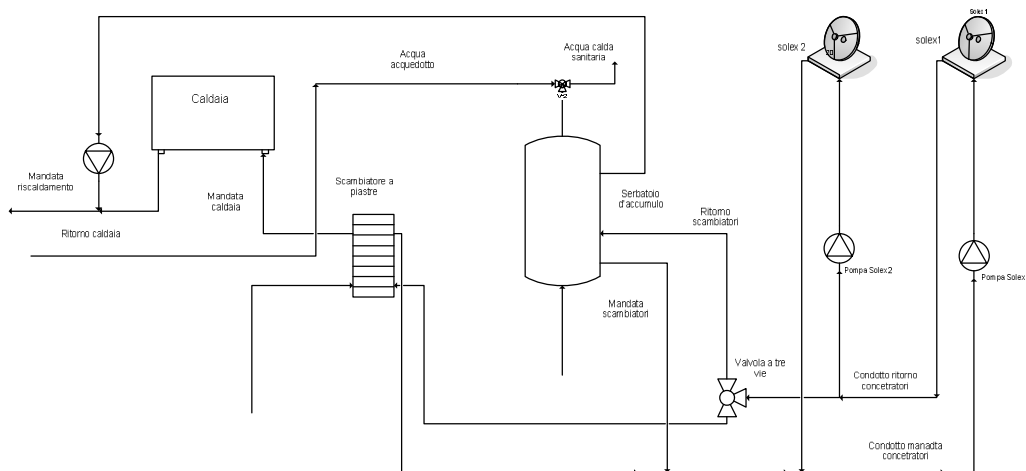 Solex 1
solex 2
solex1
Acqua
acquedotto
Acqua calda
sanitaria
Caldaia
Mandata
riscaldamento
Mandata
caldaia
Scambiatore a
piastre
Serbatoio
d'accumulo
Ritorno
scambiatori
Ritorno caldaia
Pompa Solex2
Pompa Solex
Mandata
scambiatori
Valvola a tre
vie
Condotto ritorno
concetratori
Condotto manadta
concetratori